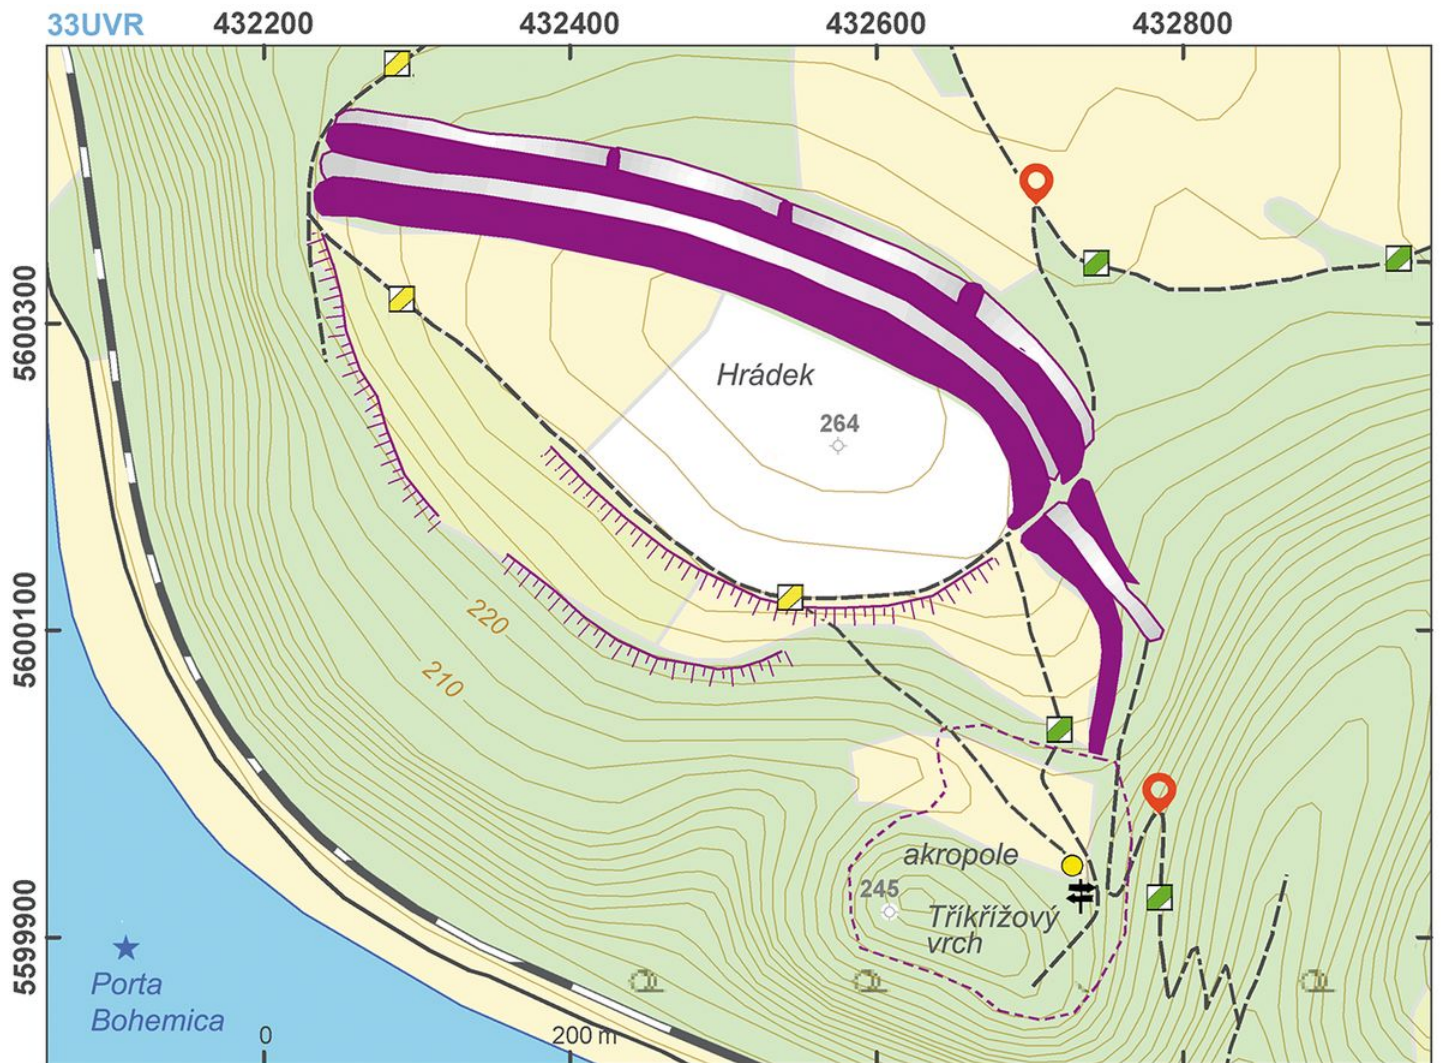 33UVR 432200 432400 432600 432800
5600300
Hrádek
264
5600100
220
210
akropole
245
Tříkřížový
vrch
5599900
Porta
Bohemica
0 200 m